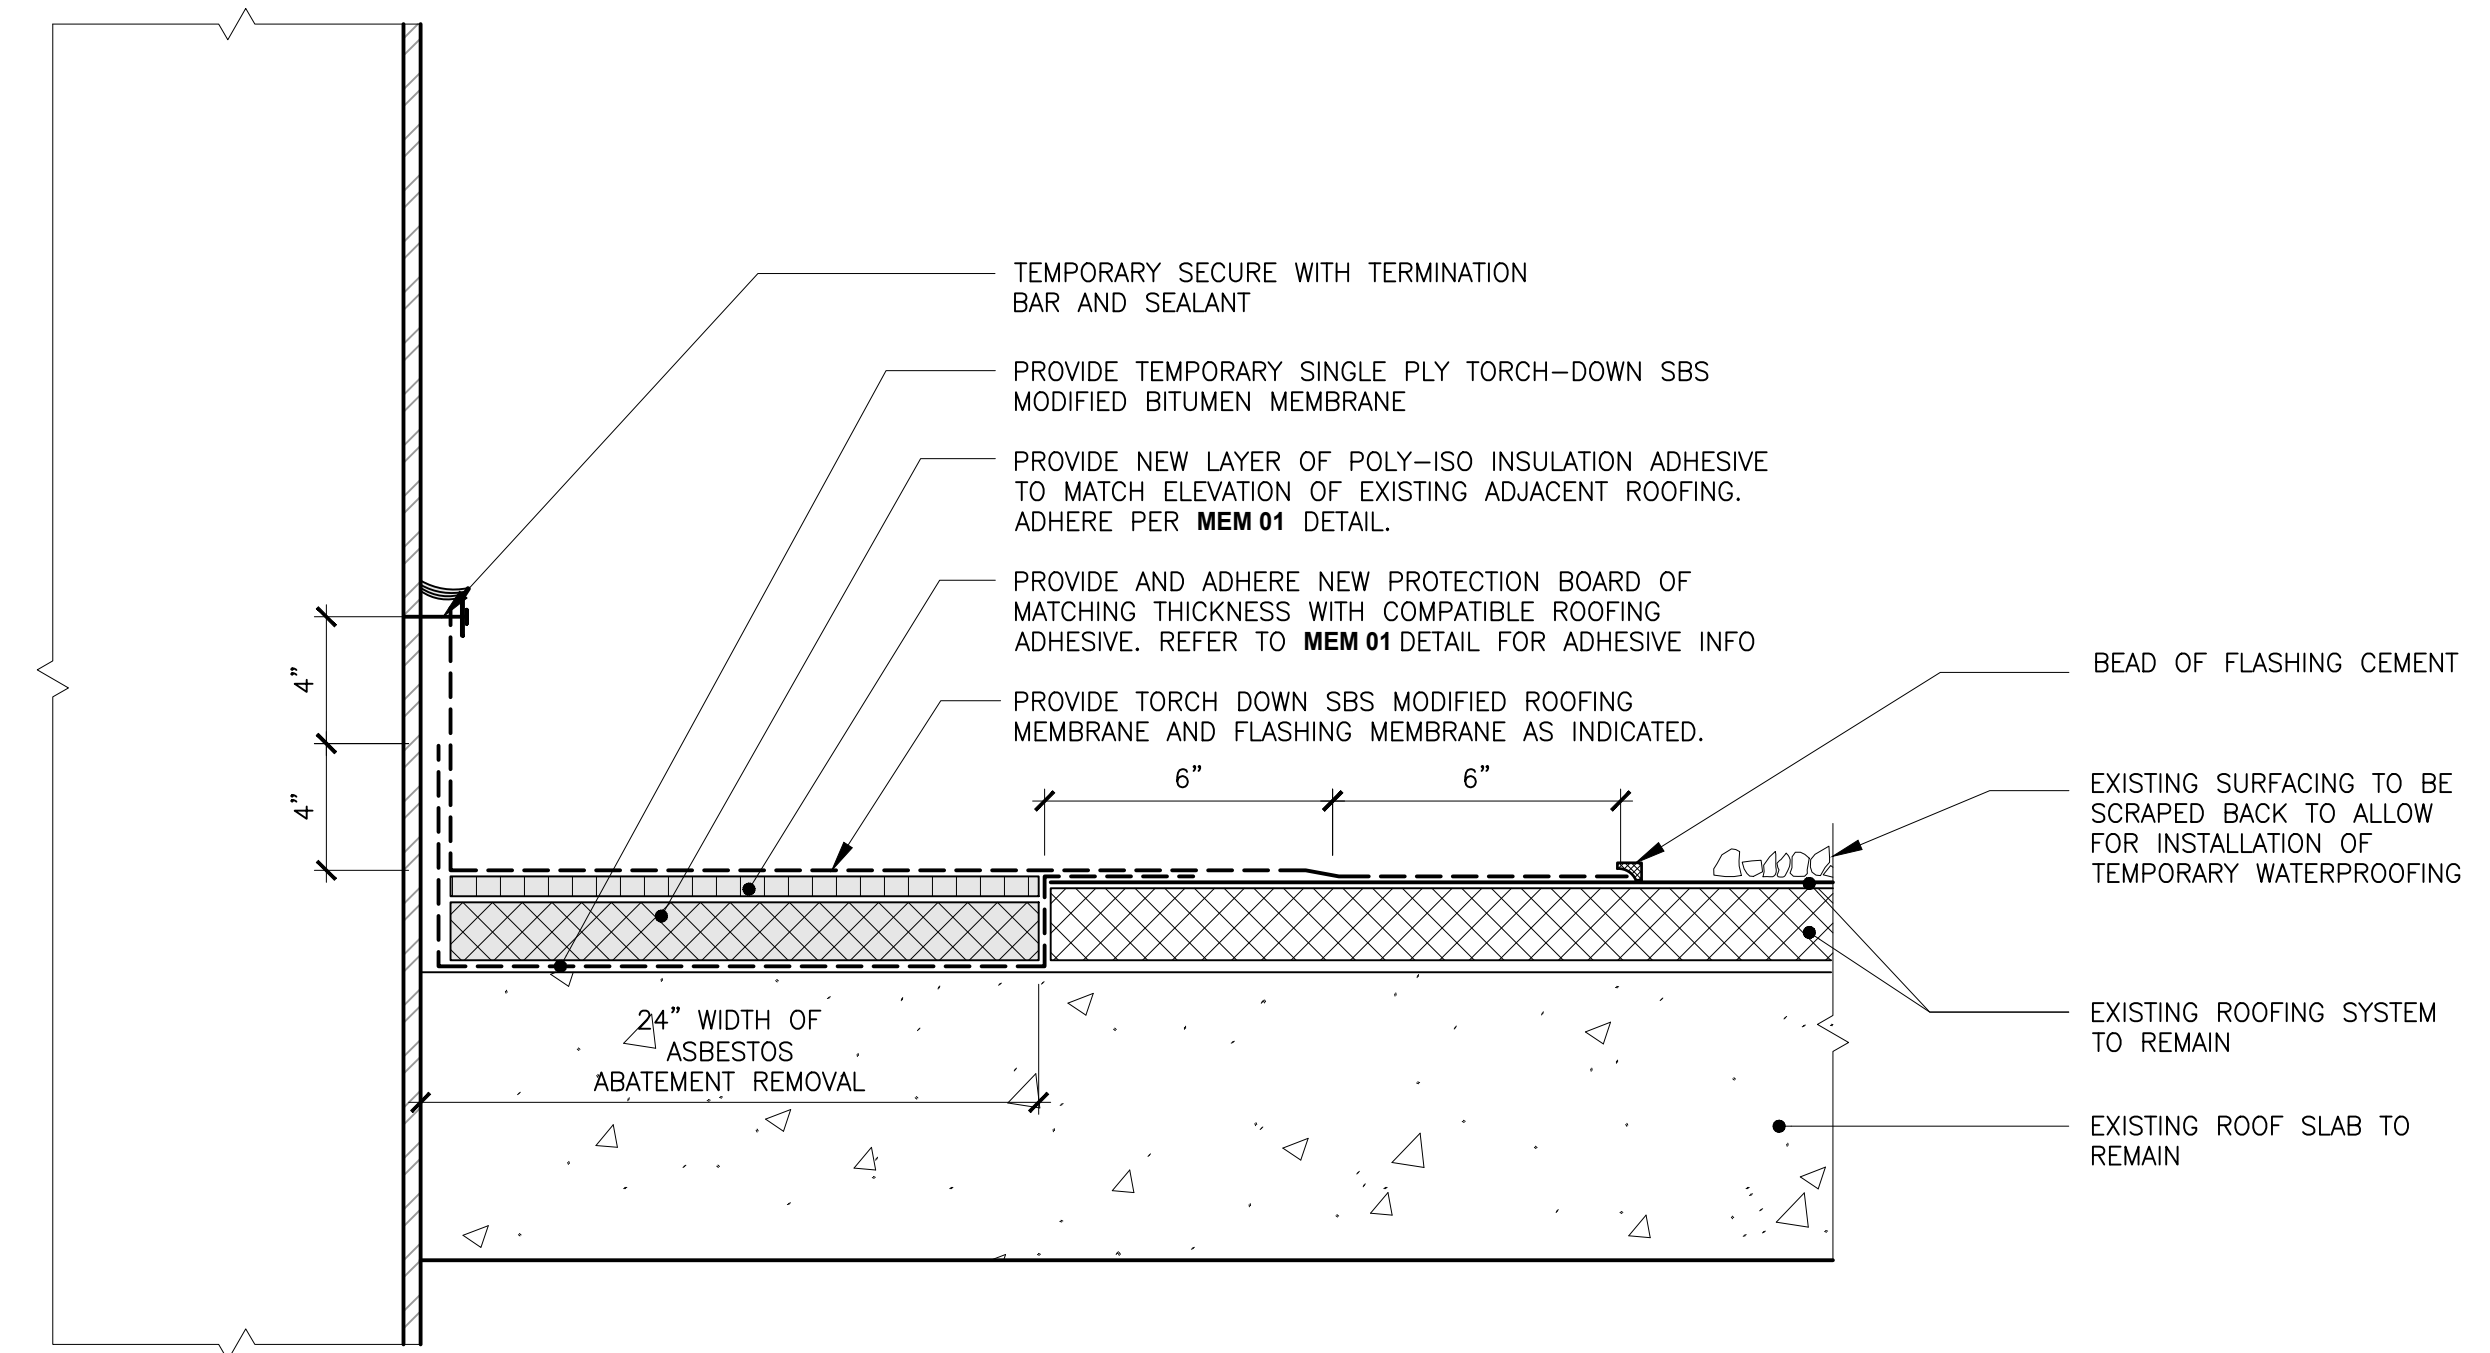 TEMPORARY SECURE WITH TERMINATION
BAR AND SEALANT
PROVIDE TEMPORARY SINGLE PLY TORCH-DOWN SBS
MODIFIED BITUMEN MEMBRANE
PROVIDE NEW LAYER OF POLY-ISO INSULATION ADHESIVE
TO MATCH ELEVATION OF EXISTING ADJACENT ROOFING.
ADHERE PER MEM 01 DETAIL.
PROVIDE AND ADHERE NEW PROTECTION BOARD OF
MATCHING THICKNESS WITH COMPATIBLE ROOFING
ADHESIVE. REFER TO MEM 01 DETAIL FOR ADHESIVE INFO
PROVIDE TORCH DOWN SBS MODIFIED ROOFING
MEMBRANE AND FLASHING MEMBRANE AS INDICATED.
4"
4"
6"
6"
24" WIDTH OF
ASBESTOS
ABATEMENT REMOVAL
BEAD OF FLASHING CEMENT
EXISTING SURFACING TO BE
SCRAPED BACK TO ALLOW
FOR INSTALLATION OF
TEMPORARY WATERPROOFING
EXISTING ROOFING SYSTEM
TO REMAIN
EXISTING ROOF SLAB TO
REMAIN